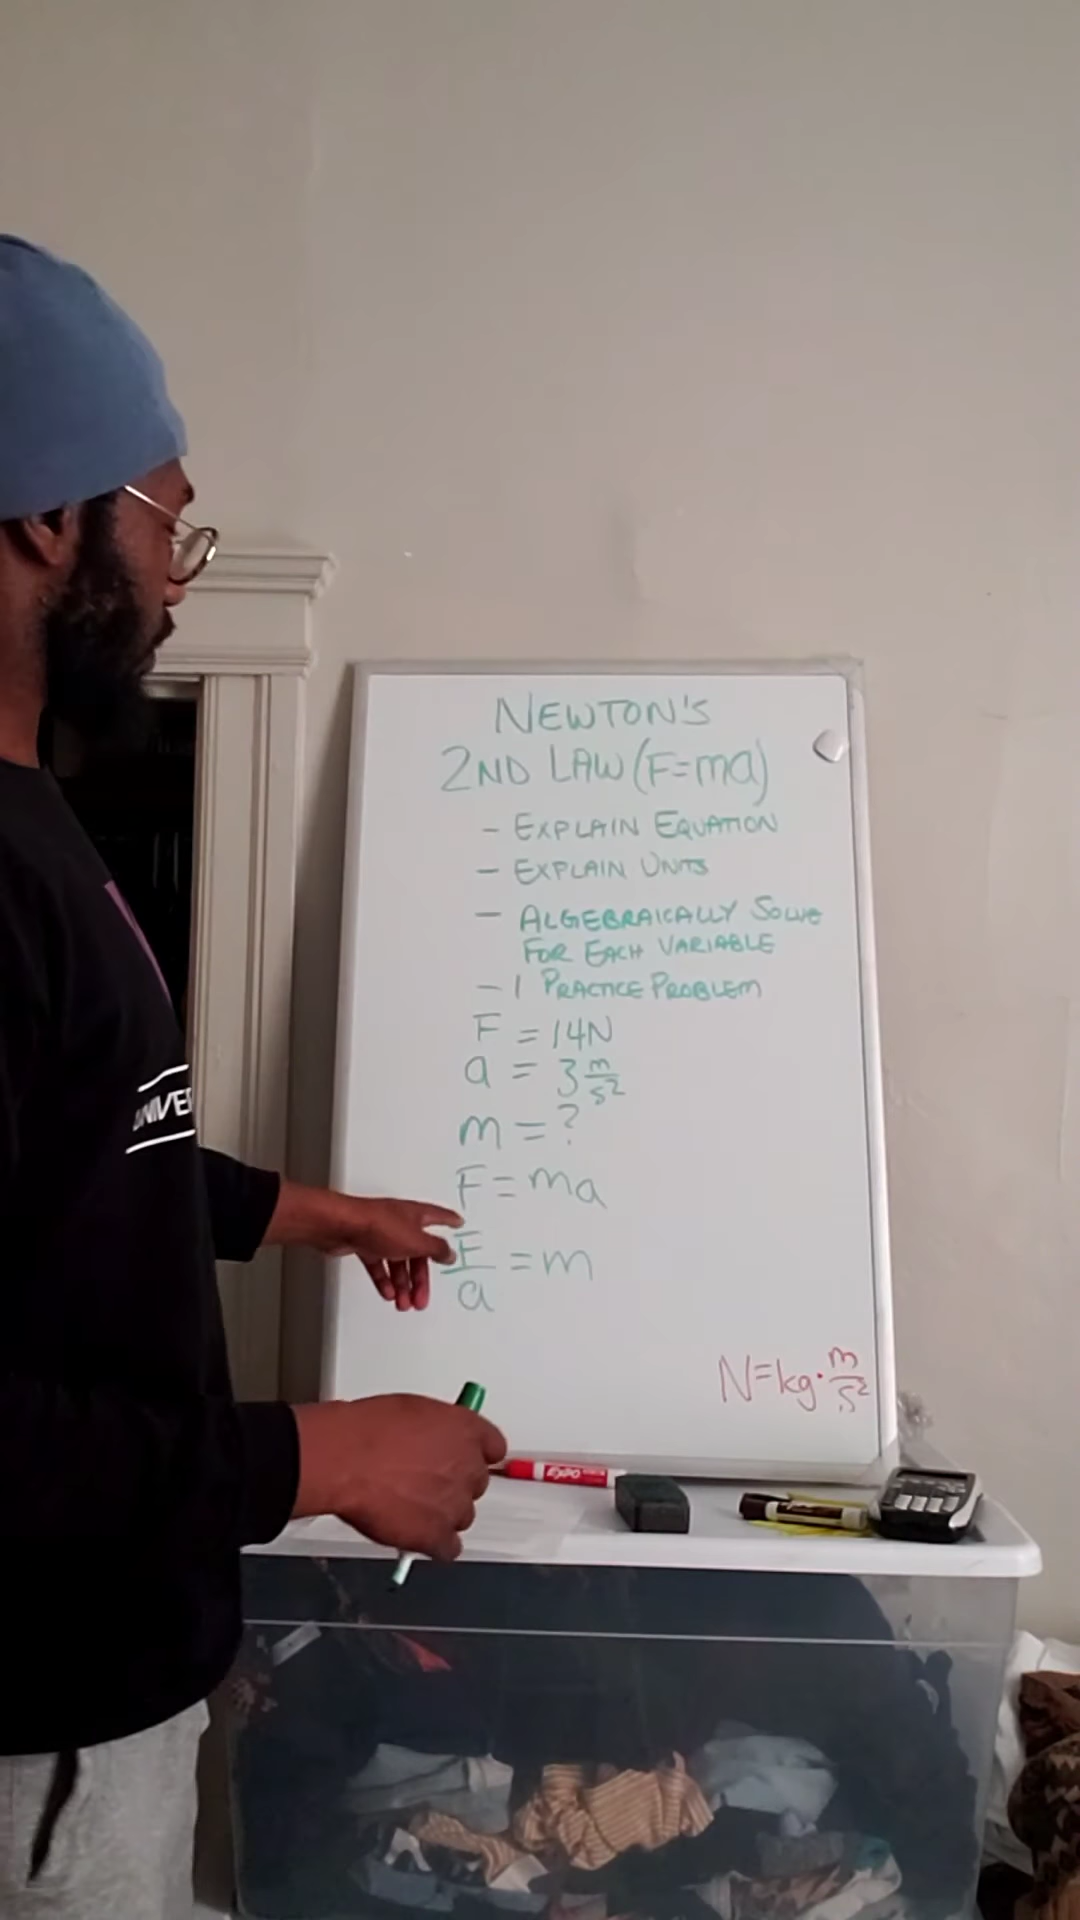 NEWTON'S
2ND LAW (F=ma)
- EXPLAIN EQUATION
- EXPLAIN UNITS
- ALGEBRAICALLY SOLVE
FOR EACH VARIABLE
- 1 PRACTICE PROBLEM
F = 14N
a = 3 m/s²
m = ?
F = ma
F/a = m
N = kg · m/s²
EXPO